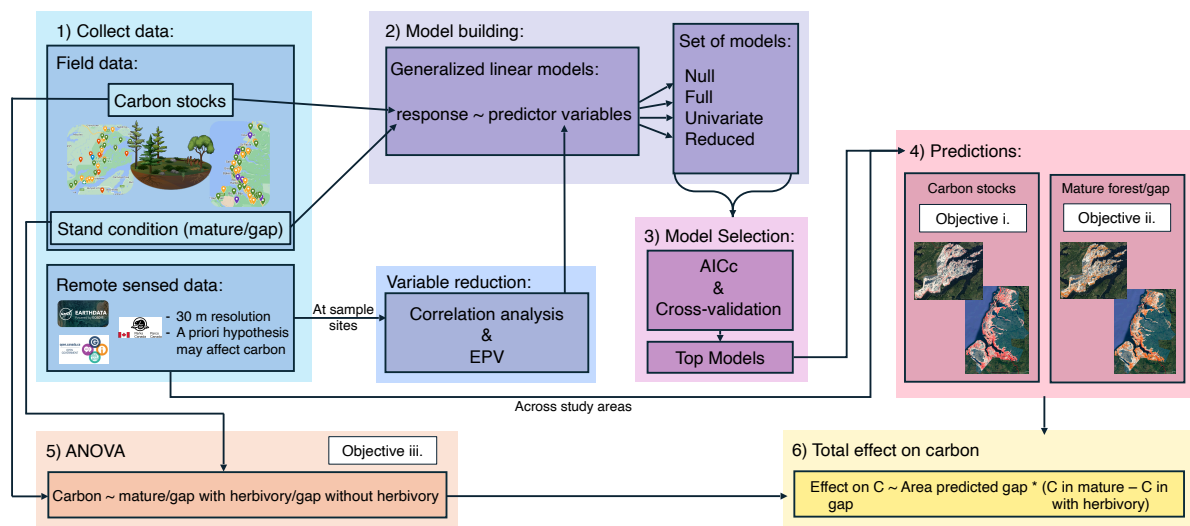 1) Collect data:
Field data:
Carbon stocks
Stand condition (mature/gap)
Remote sensed data:
EARTHDATA
- 30 m resolution
- A priori hypothesis
may affect carbon
At sample
sites
2) Model building:
Generalized linear models:
response ~ predictor variables
Set of models:
Null
Full
Univariate
Reduced
Variable reduction:
Correlation analysis
&
EPV
3) Model Selection:
AICc
&
Cross-validation
Top Models
Across study areas
4) Predictions:
Carbon stocks
Objective i.
Mature forest/gap
Objective ii.
5) ANOVA
Objective iii.
Carbon ~ mature/gap with herbivory/gap without herbivory
6) Total effect on carbon
Effect on C ~ Area predicted gap * (C in mature – C in
gap with herbivory)